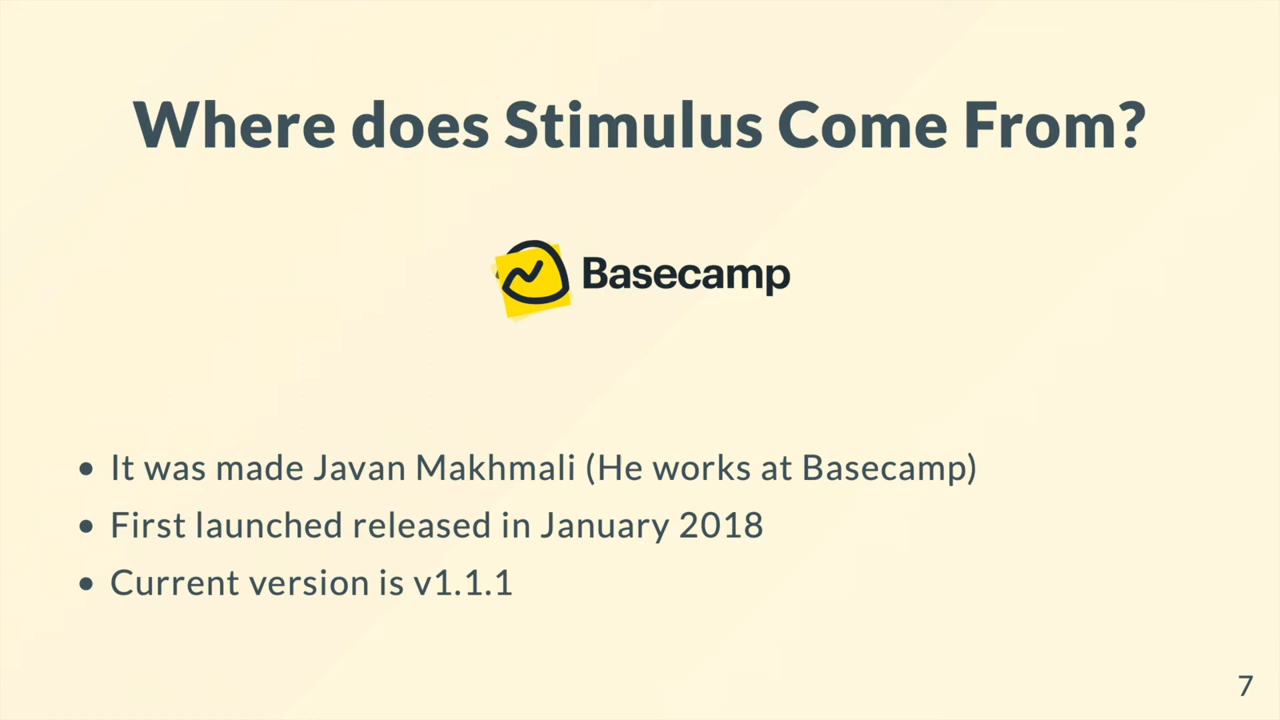 Where does Stimulus Come From?
Basecamp
• It was made Javan Makhmali (He works at Basecamp)
• First launched released in January 2018
• Current version is v1.1.1
7